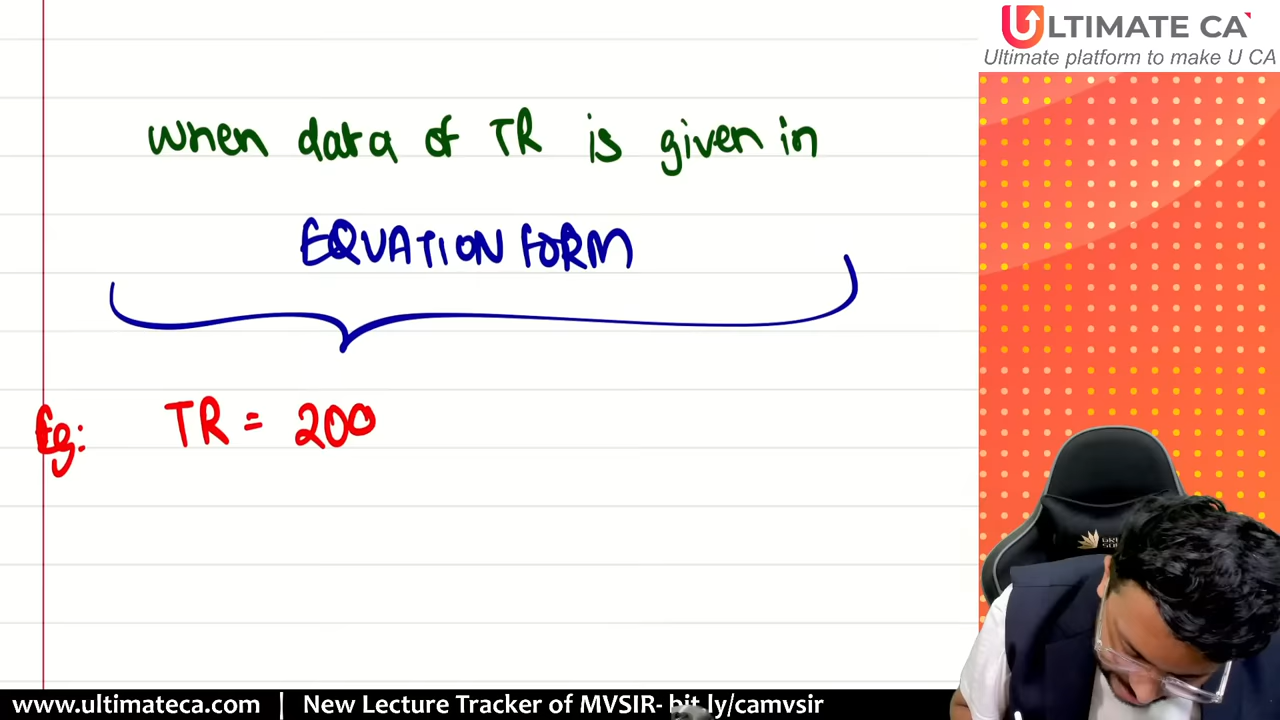 ULTIMATE CA
Ultimate platform to make U CA
when data of TR is given in
EQUATION FORM
Eg: TR = 200
www.ultimateca.com | New Lecture Tracker of MVSIR- bit.ly/camvsir